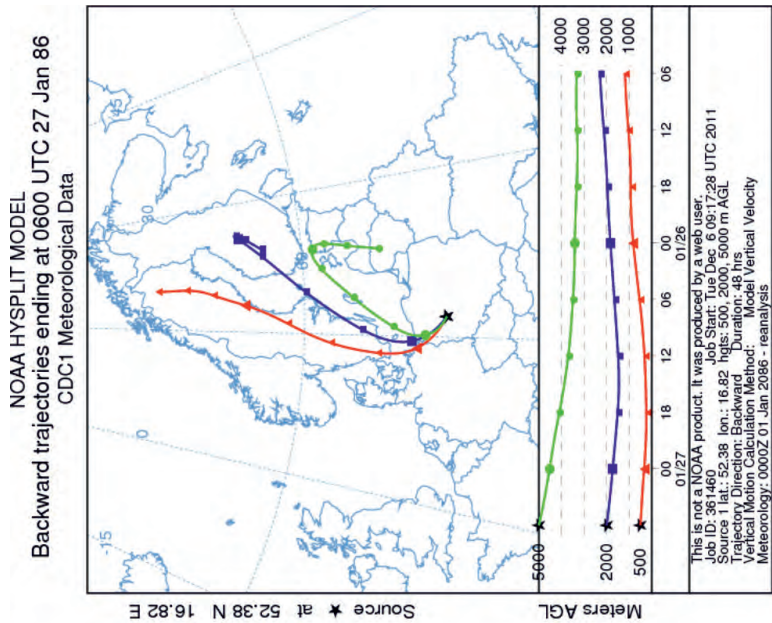 NOAA HYSPLIT MODEL
Backward trajectories ending at 0600 UTC 27 Jan 86
CDC1 Meteorological Data
Source ★ at 52.38 N 16.82 E
-15
0
30
60
Meters AGL
5000
2000
500
4000
3000
2000
1000
00
18
12
06
00
18
12
06
01/27
01/26
This is not a NOAA product. It was produced by a web user.
Job ID: 361460 Job Start: Tue Dec 6 09:17:28 UTC 2011
Source 1 lat.: 52.38 lon.: 16.82 hgts: 500, 2000, 5000 m AGL
Trajectory Direction: Backward Duration: 48 hrs
Vertical Motion Calculation Method: Model Vertical Velocity
Meteorology: 0000Z 01 Jan 2086 - reanalysis